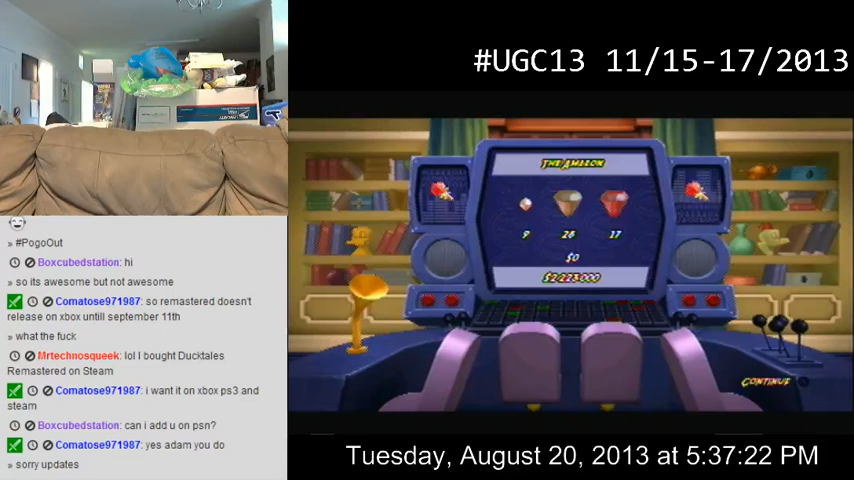 #UGC13 11/15-17/2013
THE AMAZON
9 28 17
$0
$2,223,000
CONTINUE
» #PogoOut
Boxcubedstation: hi
» so its awesome but not awesome
Comatose971987: so remastered doesn't
release on xbox untill september 11th
» what the fuck
Mrtechnosqueek: lol I bought Ducktales
Remastered on Steam
Comatose971987: i want it on xbox ps3 and
steam
Boxcubedstation: can i add u on psn?
Comatose971987: yes adam you do
» sorry updates
Tuesday, August 20, 2013 at 5:37:22 PM